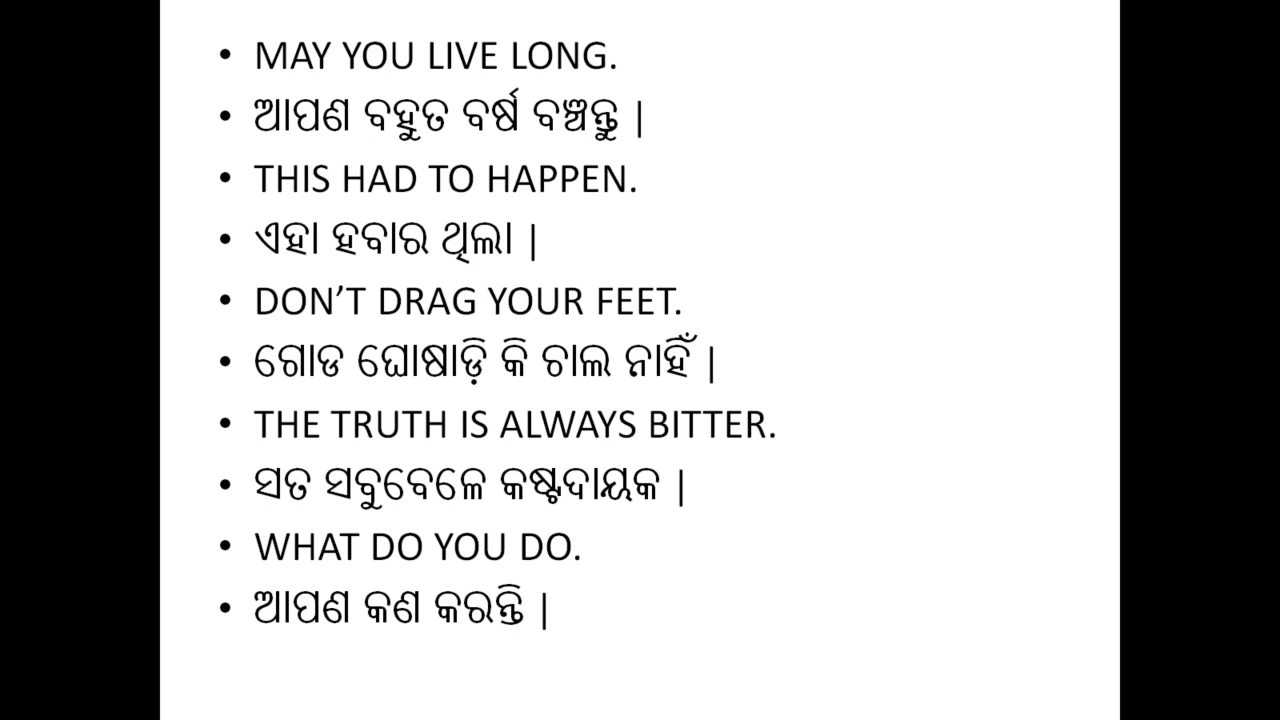 • MAY YOU LIVE LONG.
• ଆପଣ ବହୁତ ବର୍ଷ ବଞ୍ଚନ୍ତୁ |
• THIS HAD TO HAPPEN.
• ଏହା ହବାର ଥିଲା |
• DON’T DRAG YOUR FEET.
• ଗୋଡ ଘୋଷାଡ଼ି କି ଚାଲ ନାହିଁ |
• THE TRUTH IS ALWAYS BITTER.
• ସତ ସବୁବେଳେ କଷ୍ଟଦାୟକ |
• WHAT DO YOU DO.
• ଆପଣ କଣ କରନ୍ତି |